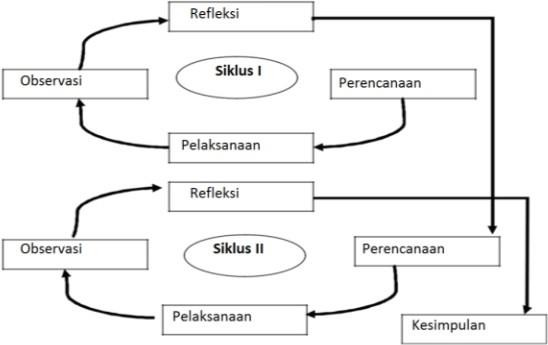 Refleksi
Siklus I
Observasi
Perencanaan
Pelaksanaan
Refleksi
Observasi
Siklus II
Perencanaan
Pelaksanaan
Kesimpulan